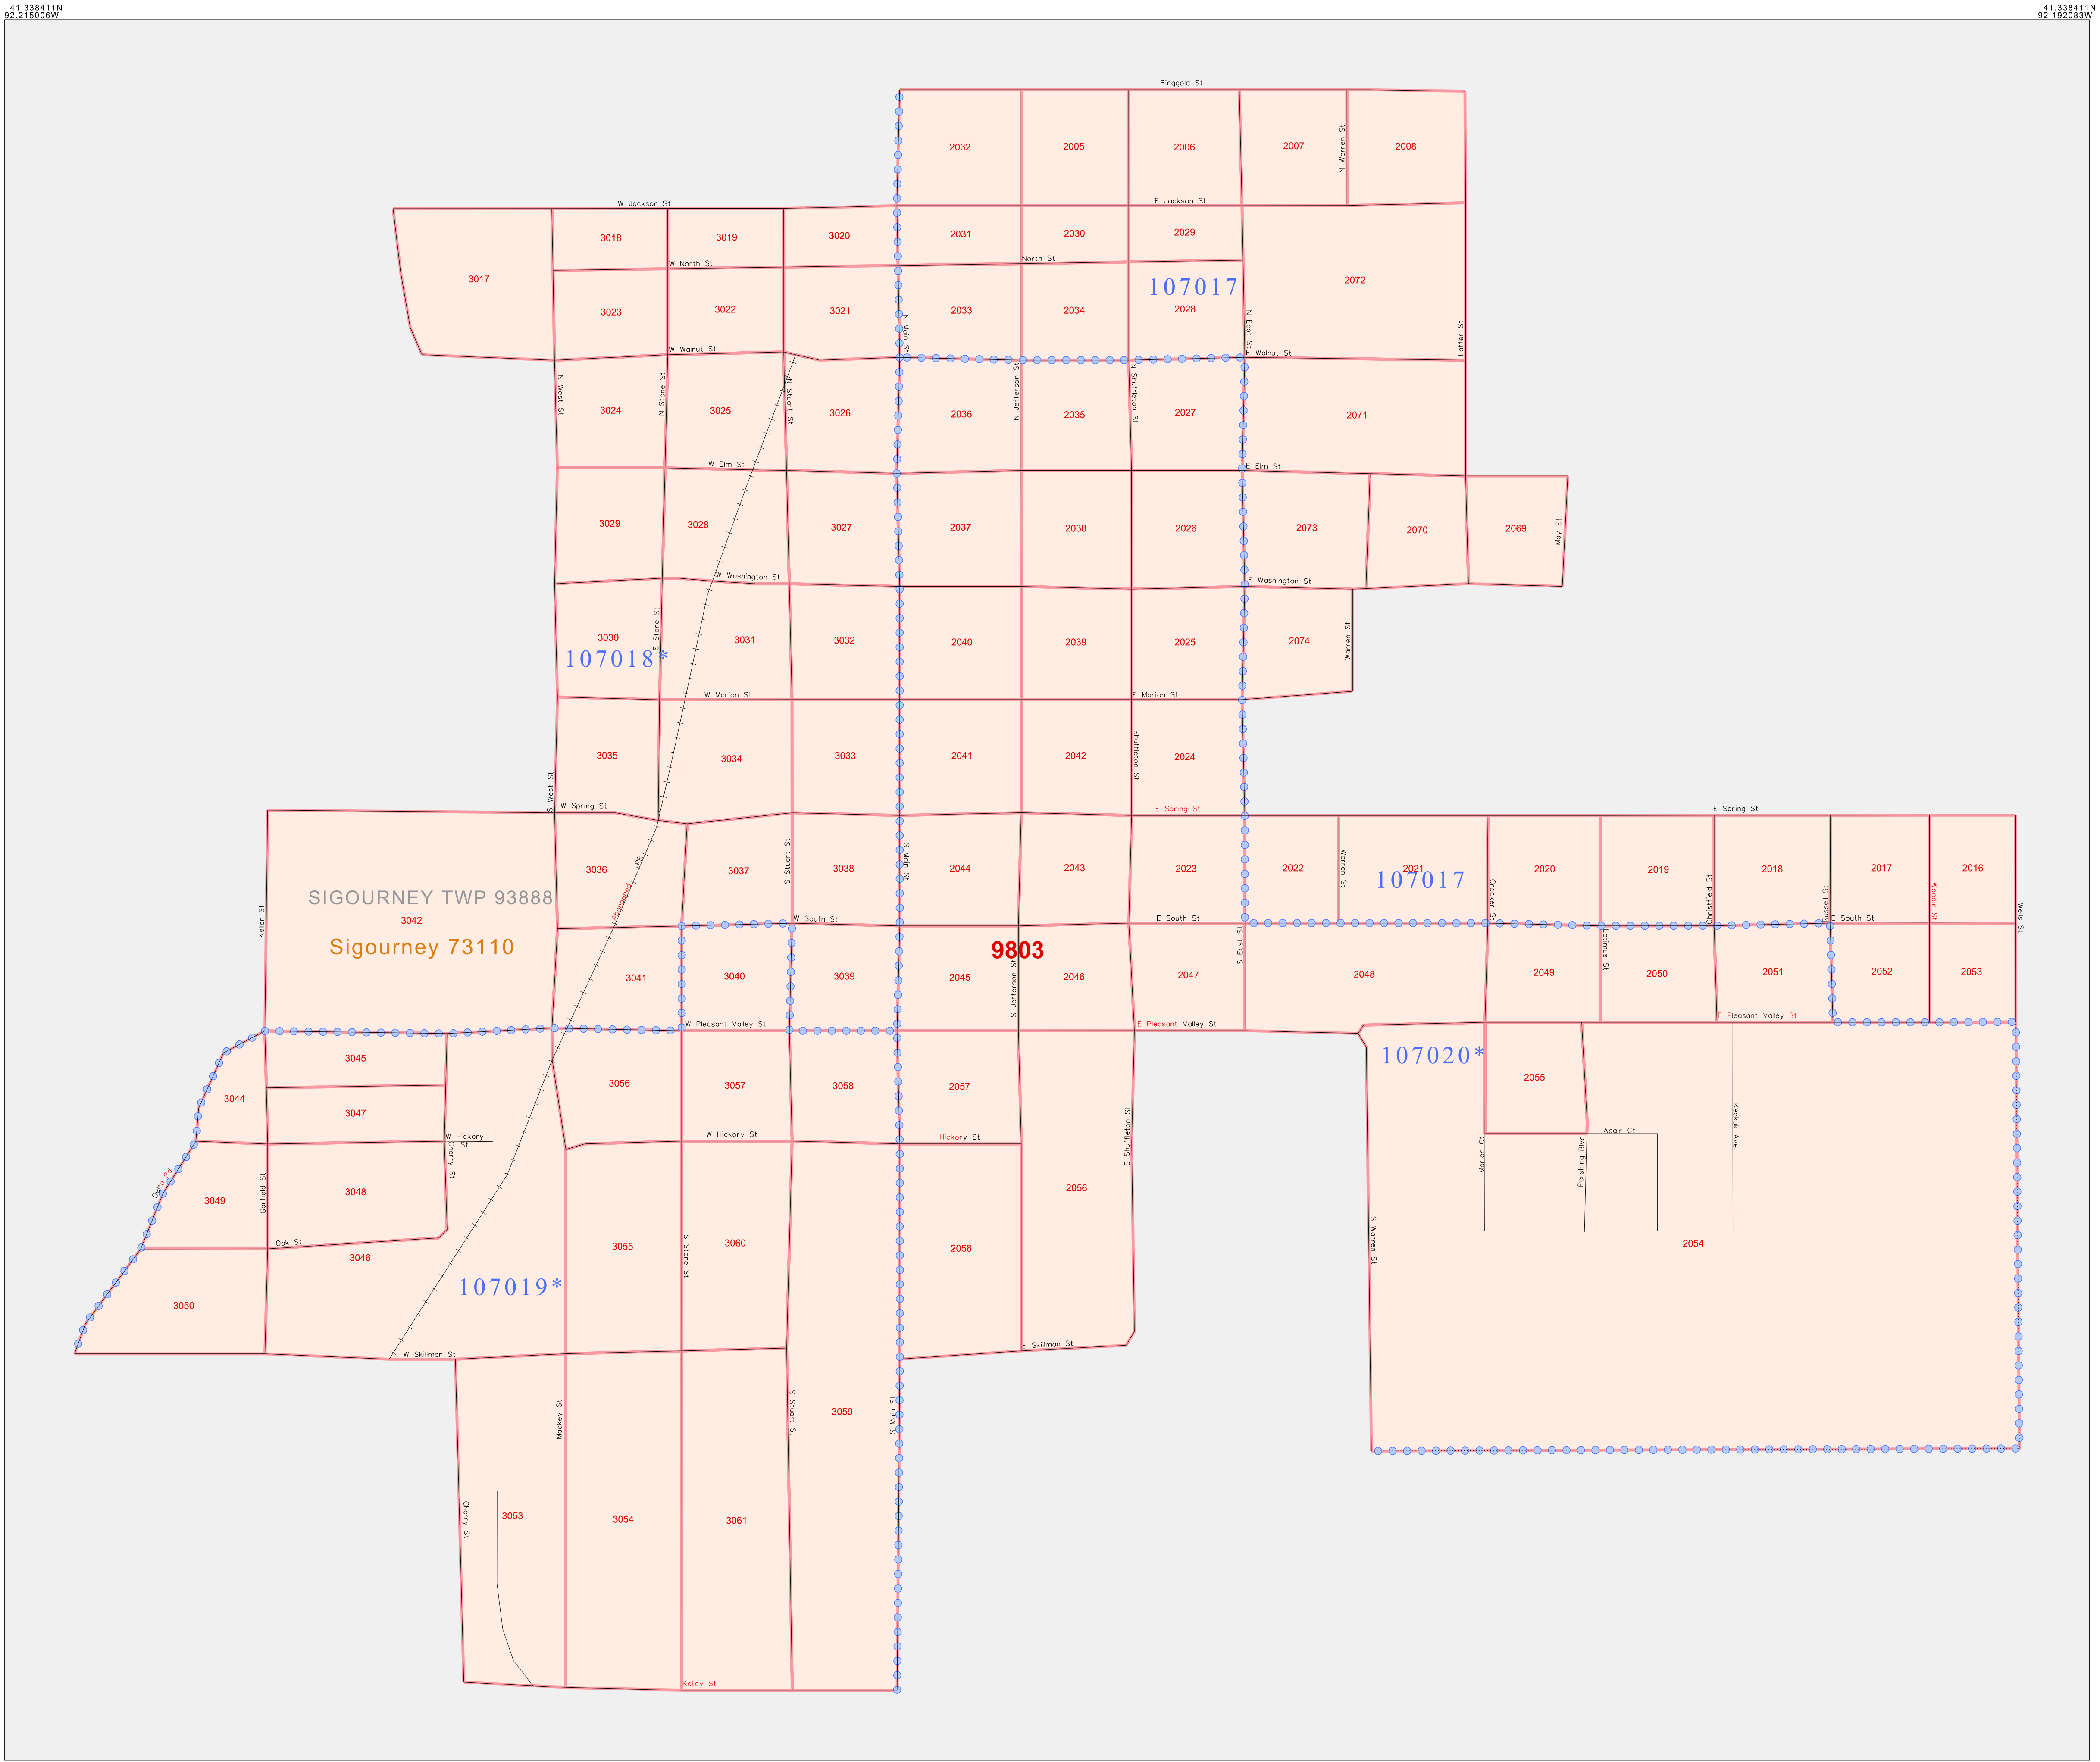 41.338411N
92.215006W
41.338411N
92.192083W
Ringgold St
2032
2005
2006
2007
N Warren St
2008
W Jackson St
E Jackson St
3018
3019
3020
2031
2030
2029
W North St
North St
3017
107017
2072
3023
3022
3021
2033
2034
2028
N Main St
N East St
Laffer St
W Walnut St
E Walnut St
N West St
N Stone St
N Stuart St
N Jefferson St
N Shuffleton St
3024
3025
3026
2036
2035
2027
2071
W Elm St
E Elm St
3029
3028
3027
2037
2038
2026
2073
2070
2069
May St
W Washington St
E Washington St
3030
S Stone St
3031
3032
2040
2039
2025
2074
Warren St
107018*
W Marion St
E Marion St
3035
3034
3033
2041
2042
Shuffleton St
2024
S West St
W Spring St
E Spring St
E Spring St
3036
RR
Abandoned
3037
S Stuart St
3038
S Main St
2044
2043
2023
2022
Warren St
2021
107017
Crocker St
2020
2019
Christfield St
2018
Russell St
2017
Woodin St
2016
Wells St
SIGOURNEY TWP 93888
3042
Keller St
Sigourney 73110
W South St
E South St
E South St
9803
3041
3040
3039
2045
S Jefferson St
2046
2047
S East St
2048
2049
Latimus St
2050
2051
2052
2053
W Pleasant Valley St
E Pleasant Valley St
E Pleasant Valley St
107020*
3045
3044
3047
3056
3057
3058
2057
2055
W Hickory
St
W Hickory St
Hickory St
Cherry St
Delta Rd
Garfield St
S Shuffleton St
Marion Ct
Pershing Blvd
Adair Ct
Keokuk Ave
3049
3048
2056
Oak St
3046
3055
S Stone St
3060
2058
S Warren St
2054
107019*
3050
W Skillman St
E Skillman St
Mackey St
S Stuart St
3059
S Main St
Cherry St
3053
3054
3061
Kelley St